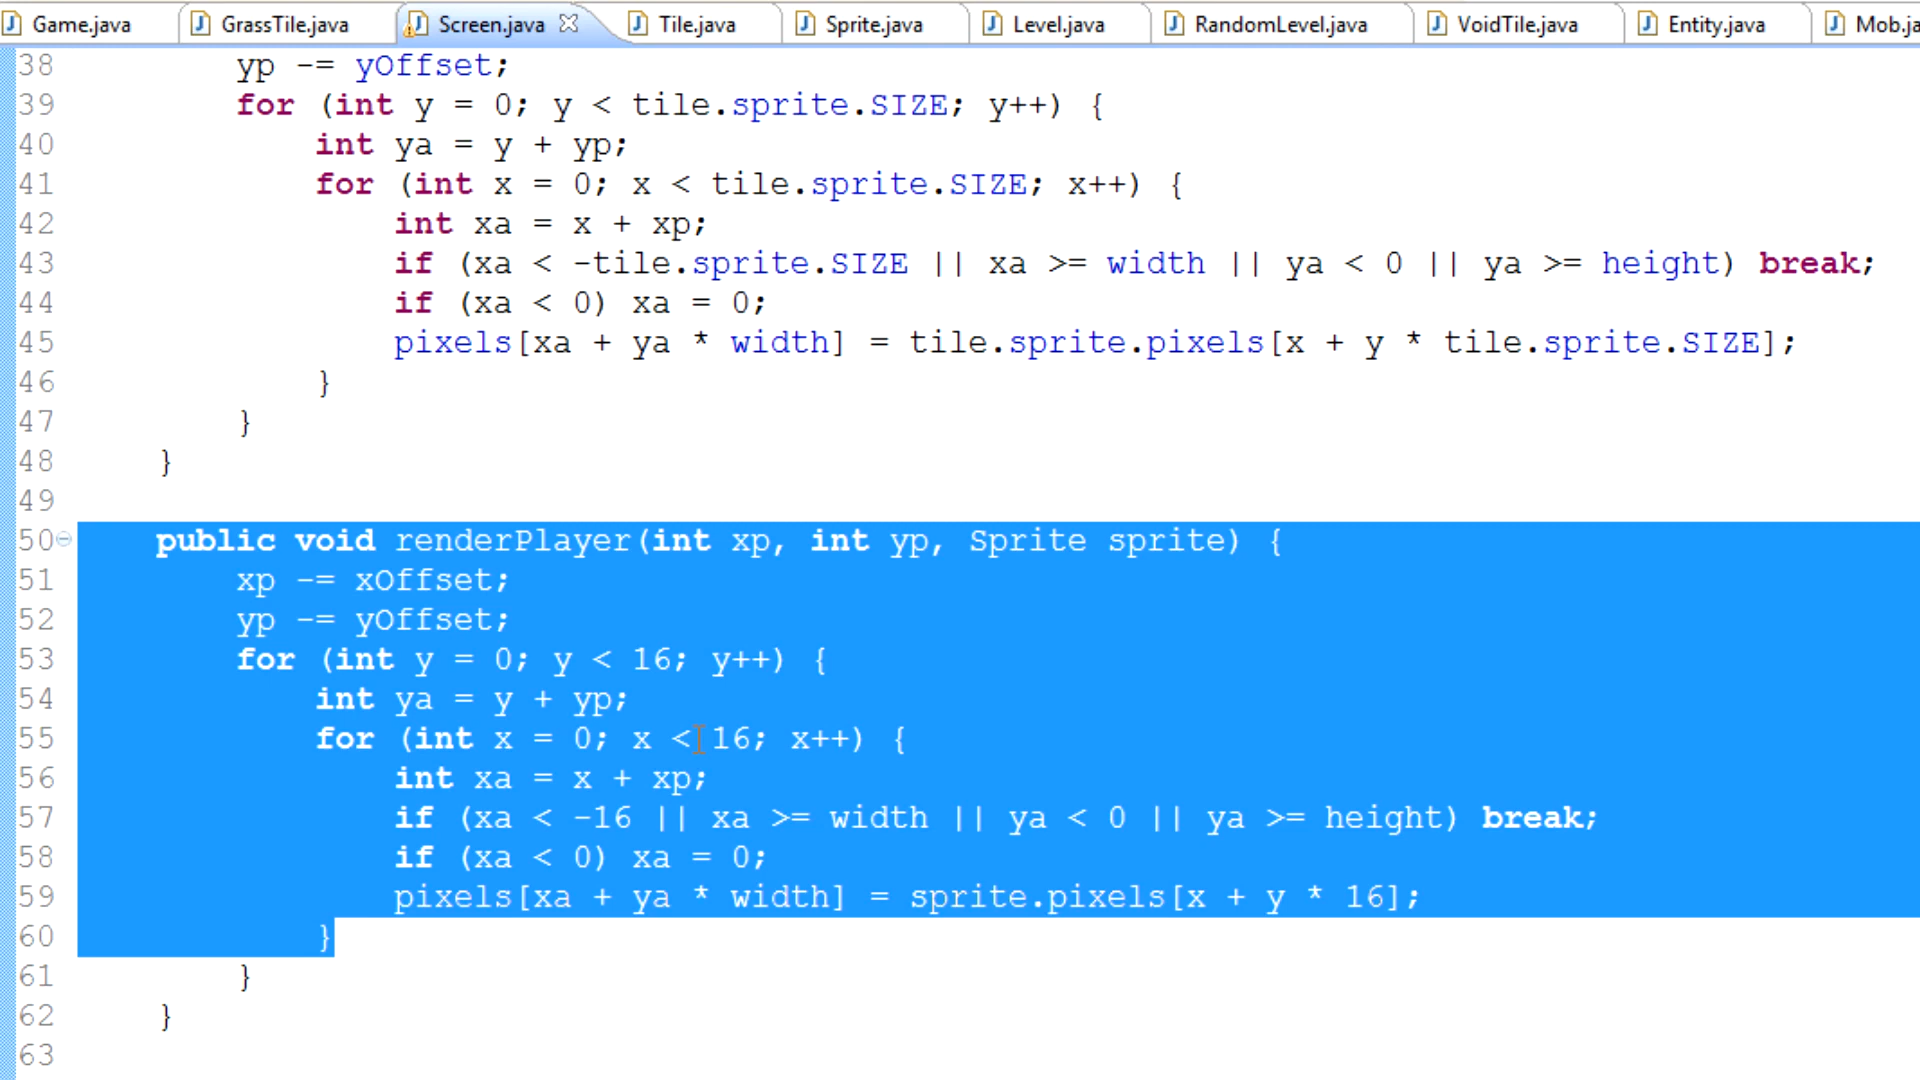 Game.java GrassTile.java Screen.java Tile.java Sprite.java Level.java RandomLevel.java VoidTile.java Entity.java Mob.ja
38 yp -= yOffset;
39 for (int y = 0; y < tile.sprite.SIZE; y++) {
40 int ya = y + yp;
41 for (int x = 0; x < tile.sprite.SIZE; x++) {
42 int xa = x + xp;
43 if (xa < -tile.sprite.SIZE || xa >= width || ya < 0 || ya >= height) break;
44 if (xa < 0) xa = 0;
45 pixels[xa + ya * width] = tile.sprite.pixels[x + y * tile.sprite.SIZE];
46 }
47 }
48 }
49
50 public void renderPlayer(int xp, int yp, Sprite sprite) {
51 xp -= xOffset;
52 yp -= yOffset;
53 for (int y = 0; y < 16; y++) {
54 int ya = y + yp;
55 for (int x = 0; x < 16; x++) {
56 int xa = x + xp;
57 if (xa < -16 || xa >= width || ya < 0 || ya >= height) break;
58 if (xa < 0) xa = 0;
59 pixels[xa + ya * width] = sprite.pixels[x + y * 16];
60 }
61 }
62 }
63